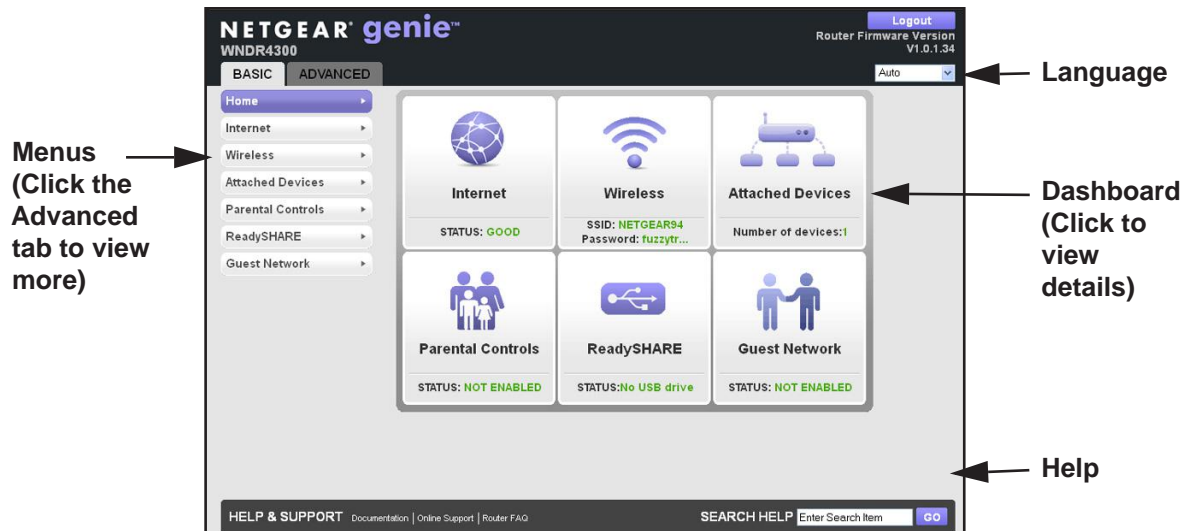 NETGEAR® genie™
WNDR4300
Logout
Router Firmware Version
V1.0.1.34
BASIC
ADVANCED
Auto
Language
Menus
(Click the
Advanced
tab to view
more)
Home
Internet
Wireless
Attached Devices
Parental Controls
ReadySHARE
Guest Network
Internet
STATUS: GOOD
Wireless
SSID: NETGEAR94
Password: fuzzytr...
Attached Devices
Number of devices:1
Dashboard
(Click to
view
details)
Parental Controls
STATUS: NOT ENABLED
ReadySHARE
STATUS:No USB drive
Guest Network
STATUS: NOT ENABLED
Help
HELP & SUPPORT Documentation | Online Support | Router FAQ
SEARCH HELP Enter Search Item GO